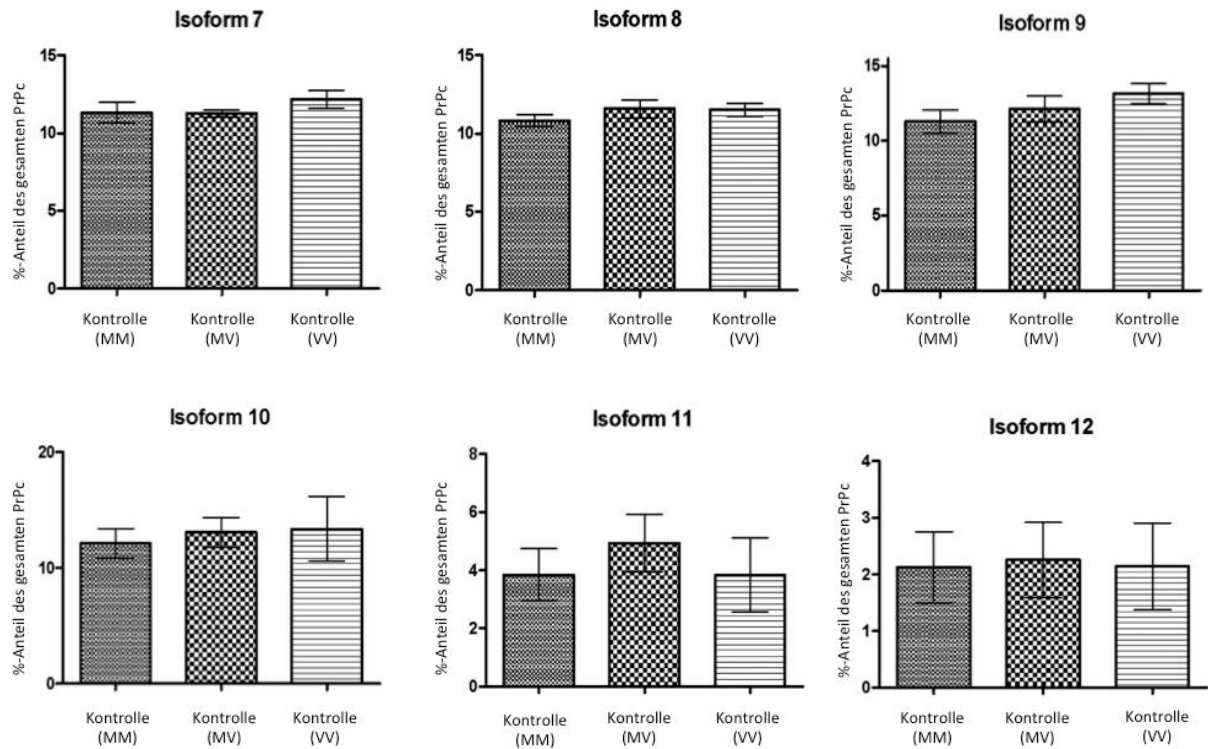 Isoform 7
%-Anteil des gesamten PrPc
15
10
5
0
Kontrolle (MM)
Kontrolle (MV)
Kontrolle (VV)
Isoform 8
%-Anteil des gesamten PrPc
15
10
5
0
Kontrolle (MM)
Kontrolle (MV)
Kontrolle (VV)
Isoform 9
%-Anteil des gesamten PrPc
15
10
5
0
Kontrolle (MM)
Kontrolle (MV)
Kontrolle (VV)
Isoform 10
%-Anteil des gesamten PrPc
20
10
0
Kontrolle (MM)
Kontrolle (MV)
Kontrolle (VV)
Isoform 11
%-Anteil des gesamten PrPc
8
6
4
2
0
Kontrolle (MM)
Kontrolle (MV)
Kontrolle (VV)
Isoform 12
%-Anteil des gesamten PrPc
4
3
2
1
0
Kontrolle (MM)
Kontrolle (MV)
Kontrolle (VV)